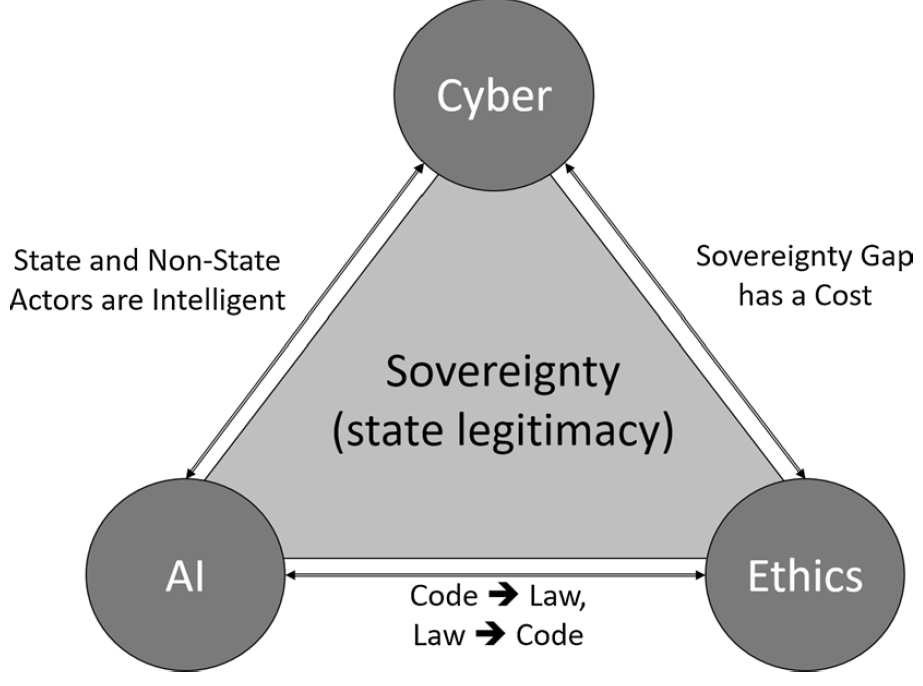 Cyber
State and Non-State
Actors are Intelligent
Sovereignty Gap
has a Cost
Sovereignty
(state legitimacy)
AI
Ethics
Code ➔ Law,
Law ➔ Code